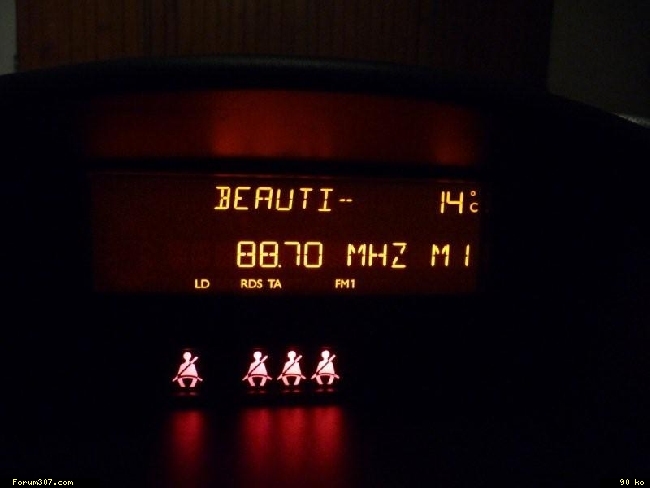 BEAUTI-- 14°C
88.70 MHZ M1
LD RDS TA FM1
Forum307.com 90 ko